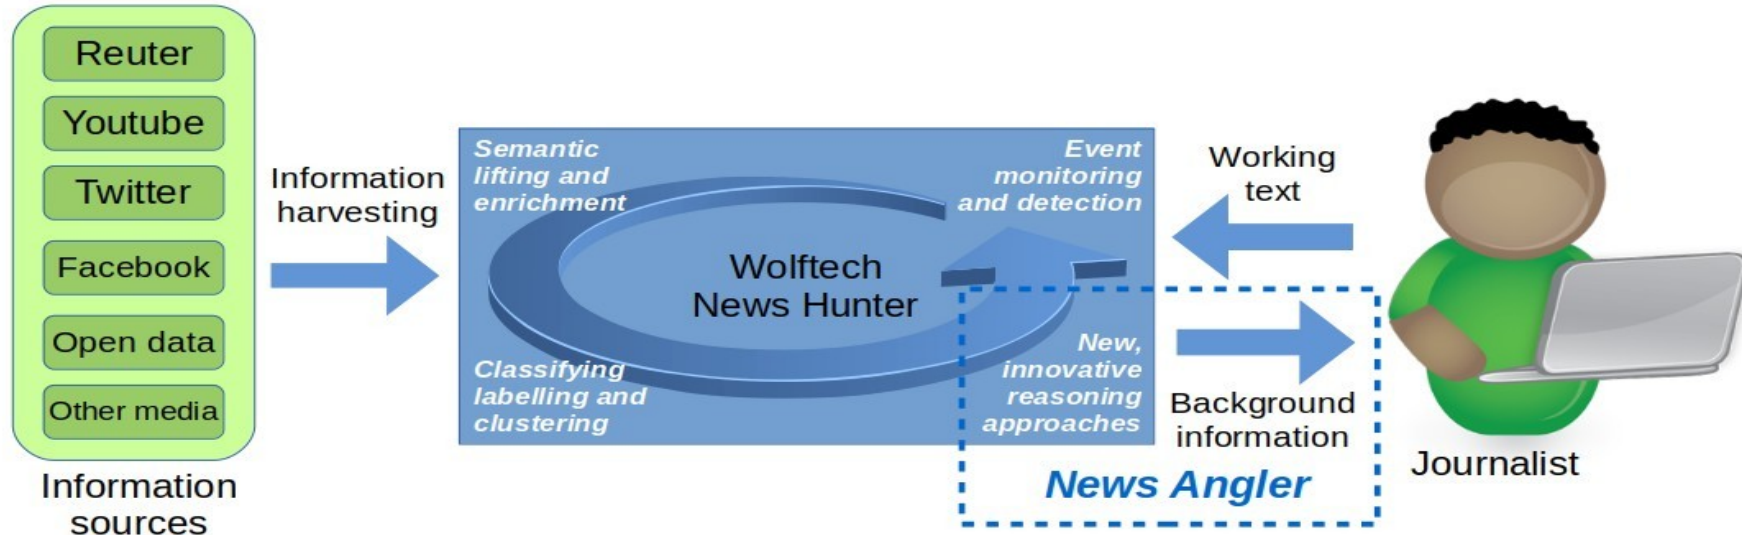 Reuter
Youtube
Twitter
Facebook
Open data
Other media
Information
sources
Information
harvesting
Semantic
lifting and
enrichment
Event
monitoring
and detection
Wolftech
News Hunter
Classifying
labelling and
clustering
New,
innovative
reasoning
approaches
Working
text
Background
information
News Angler
Journalist